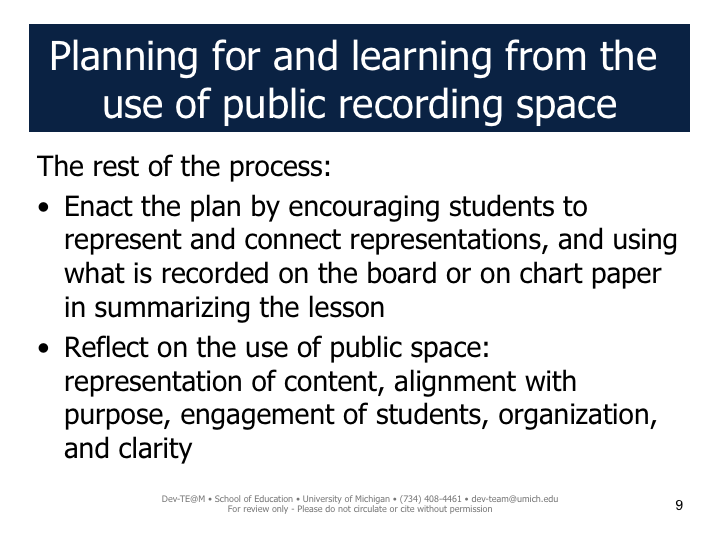 Planning for and learning from the
use of public recording space
The rest of the process:
• Enact the plan by encouraging students to
represent and connect representations, and using
what is recorded on the board or on chart paper
in summarizing the lesson
• Reflect on the use of public space:
representation of content, alignment with
purpose, engagement of students, organization,
and clarity
Dev-TE@M • School of Education • University of Michigan • (734) 408-4461 • dev-team@umich.edu
For review only - Please do not circulate or cite without permission
9